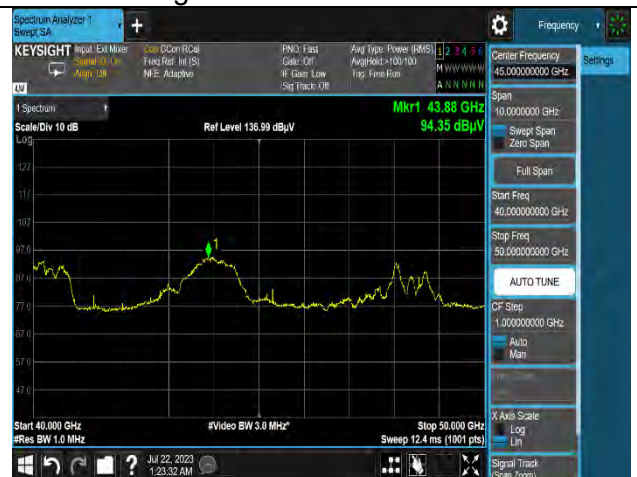 Spectrum Analyzer 1
Swept SA
+
Frequency
KEYSIGHT
Input: Ext Mixer
Signal ID: On
Align: Off
Corr CCorr RCal
Freq Ref: Int (S)
NFE: Adaptive
PNO: Fast
Gate: Off
IF Gain: Low
Sig Track: Off
Avg Type: Power (RMS)
Avg|Hold:>100/100
Trig: Free Run
1 2 3 4 5 6
M W W W W W
A N N N N N
LXI
1 Spectrum
Mkr1 43.88 GHz
Scale/Div 10 dB
Ref Level 136.99 dBµV
94.35 dBµV
Log
127
117
107
97.0
87.0
77.0
67.0
57.0
47.0
1
Start 40.000 GHz
#Video BW 3.0 MHz*
Stop 50.000 GHz
#Res BW 1.0 MHz
Sweep 12.4 ms (1001 pts)
?
Jul 22, 2023
1:23:32 AM
Center Frequency
45.000000000 GHz
Settings
Span
10.0000000 GHz
Swept Span
Zero Span
Full Span
Start Freq
40.000000000 GHz
Stop Freq
50.000000000 GHz
AUTO TUNE
CF Step
1.000000000 GHz
Auto
Man
X Axis Scale
Log
Lin
Signal Track
(Span Zoom)